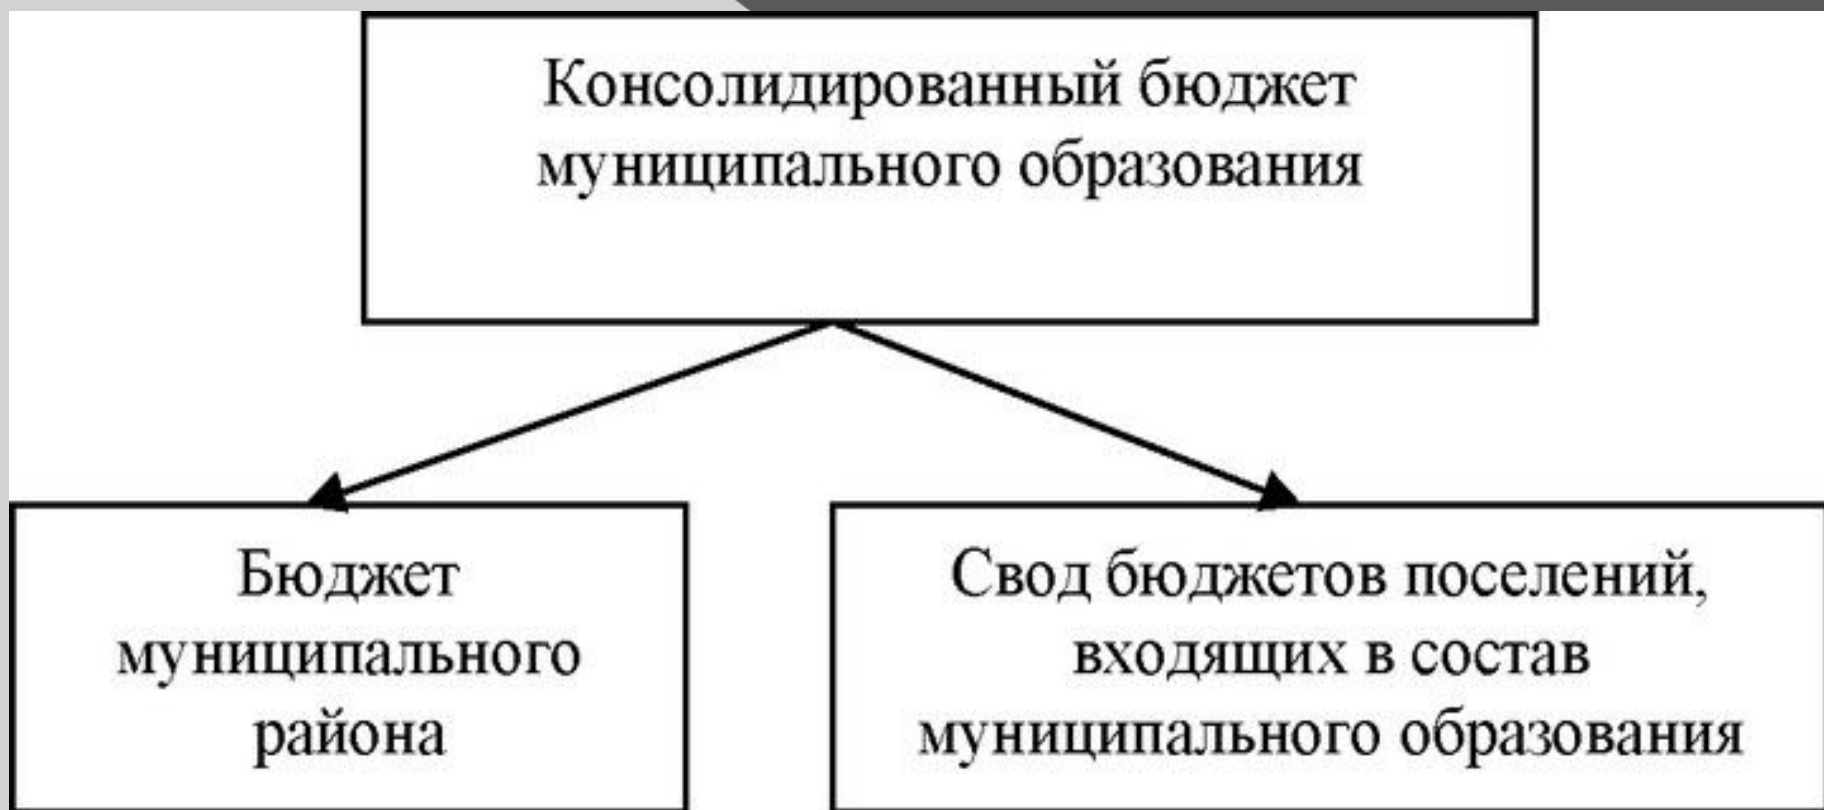 Консолидированный бюджет
муниципального образования
Бюджет
муниципального
района
Свод бюджетов поселений,
входящих в состав
муниципального образования